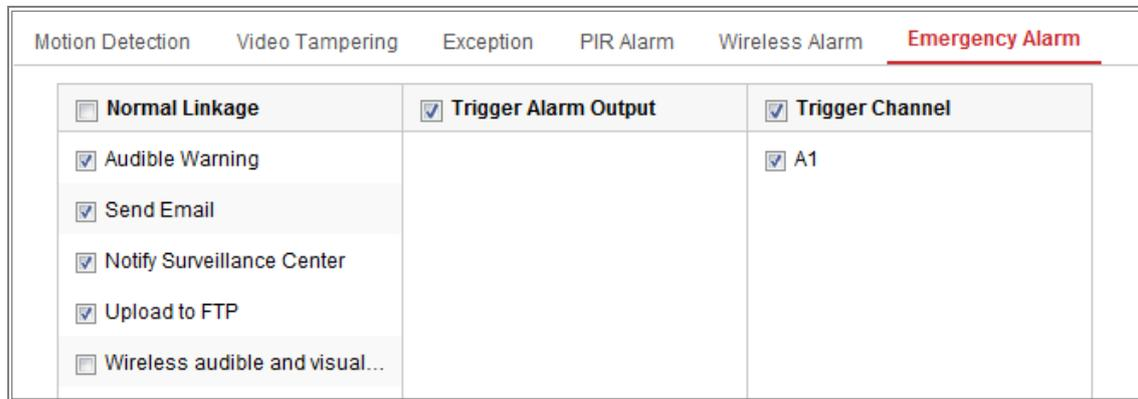 Motion Detection Video Tampering Exception PIR Alarm Wireless Alarm Emergency Alarm
Normal Linkage Trigger Alarm Output Trigger Channel
Audible Warning A1
Send Email
Notify Surveillance Center
Upload to FTP
Wireless audible and visual...